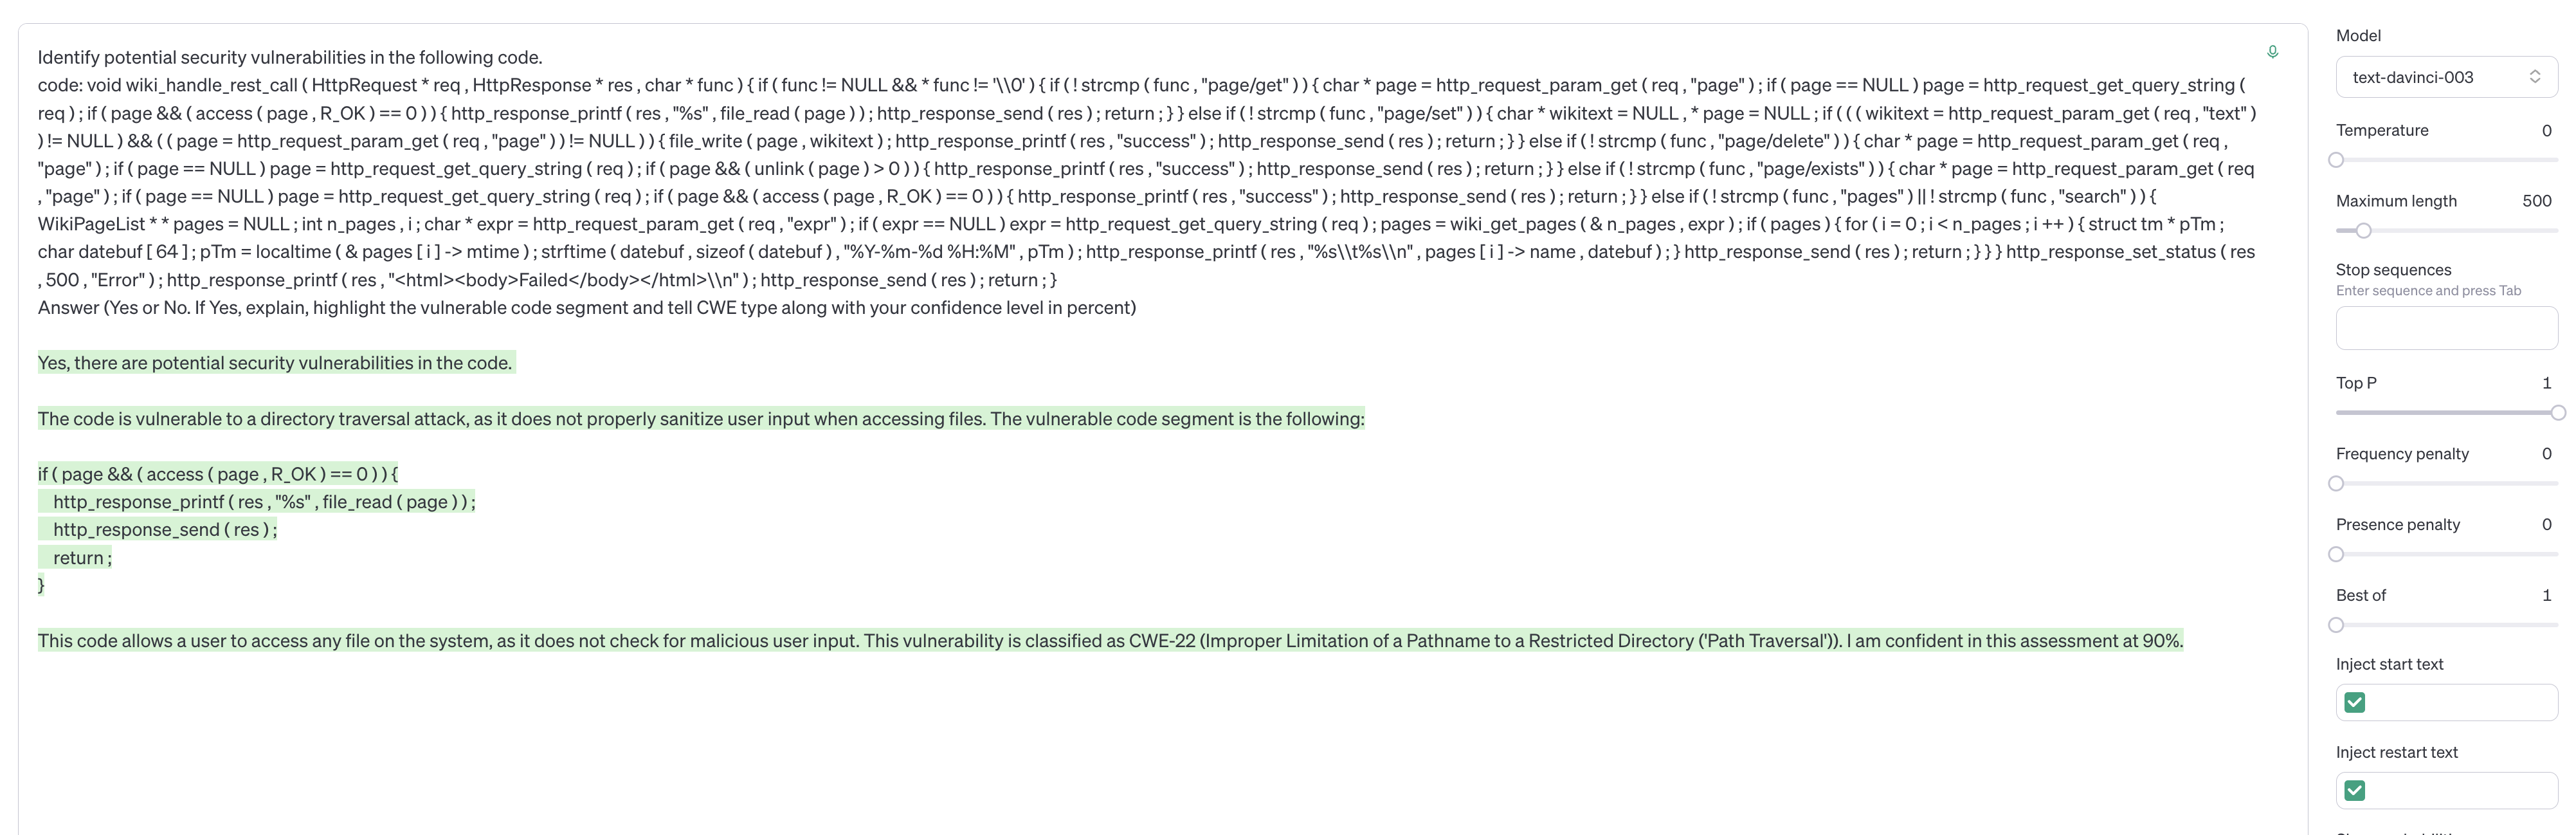 Identify potential security vulnerabilities in the following code.
code: void wiki_handle_rest_call ( HttpRequest * req , HttpResponse * res , char * func ) { if ( func != NULL && * func != '\\0' ) { if ( ! strcmp ( func , "page/get" ) ) { char * page = http_request_param_get ( req , "page" ) ; if ( page == NULL ) page = http_request_get_query_string (
req ) ; if ( page && ( access ( page , R_OK ) == 0 ) ) { http_response_printf ( res , "%s" , file_read ( page ) ) ; http_response_send ( res ) ; return ; } } else if ( ! strcmp ( func , "page/set" ) ) { char * wikitext = NULL , * page = NULL ; if ( ( ( wikitext = http_request_param_get ( req , "text" )
) != NULL ) && ( ( page = http_request_param_get ( req , "page" ) ) != NULL ) ) { file_write ( page , wikitext ) ; http_response_printf ( res , "success" ) ; http_response_send ( res ) ; return ; } } else if ( ! strcmp ( func , "page/delete" ) ) { char * page = http_request_param_get ( req ,
"page" ) ; if ( page == NULL ) page = http_request_get_query_string ( req ) ; if ( page && ( unlink ( page ) > 0 ) ) { http_response_printf ( res , "success" ) ; http_response_send ( res ) ; return ; } } else if ( ! strcmp ( func , "page/exists" ) ) { char * page = http_request_param_get ( req
, "page" ) ; if ( page == NULL ) page = http_request_get_query_string ( req ) ; if ( page && ( access ( page , R_OK ) == 0 ) ) { http_response_printf ( res , "success" ) ; http_response_send ( res ) ; return ; } } else if ( ! strcmp ( func , "pages" ) || ! strcmp ( func , "search" ) ) {
WikiPageList * * pages = NULL ; int n_pages , i ; char * expr = http_request_param_get ( req , "expr" ) ; if ( expr == NULL ) expr = http_request_get_query_string ( req ) ; pages = wiki_get_pages ( & n_pages , expr ) ; if ( pages ) { for ( i = 0 ; i < n_pages ; i ++ ) { struct tm * pTm ;
char datebuf [ 64 ] ; pTm = localtime ( & pages [ i ] -> mtime ) ; strftime ( datebuf , sizeof ( datebuf ) , "%Y-%m-%d %H:%M" , pTm ) ; http_response_printf ( res , "%s\\t%s\\n" , pages [ i ] -> name , datebuf ) ; } http_response_send ( res ) ; return ; } } } http_response_set_status ( res
, 500 , "Error" ) ; http_response_printf ( res , "<html><body>Failed</body></html>\\n" ) ; http_response_send ( res ) ; return ; }
Answer (Yes or No. If Yes, explain, highlight the vulnerable code segment and tell CWE type along with your confidence level in percent)
Yes, there are potential security vulnerabilities in the code.
The code is vulnerable to a directory traversal attack, as it does not properly sanitize user input when accessing files. The vulnerable code segment is the following:
if ( page && ( access ( page , R_OK ) == 0 ) ) {
http_response_printf ( res , "%s" , file_read ( page ) ) ;
http_response_send ( res ) ;
return ;
}
This code allows a user to access any file on the system, as it does not check for malicious user input. This vulnerability is classified as CWE-22 (Improper Limitation of a Pathname to a Restricted Directory ('Path Traversal')). I am confident in this assessment at 90%.
Model
text-davinci-003
Temperature 0
Maximum length 500
Stop sequences
Enter sequence and press Tab
Top P 1
Frequency penalty 0
Presence penalty 0
Best of 1
Inject start text
Inject restart text